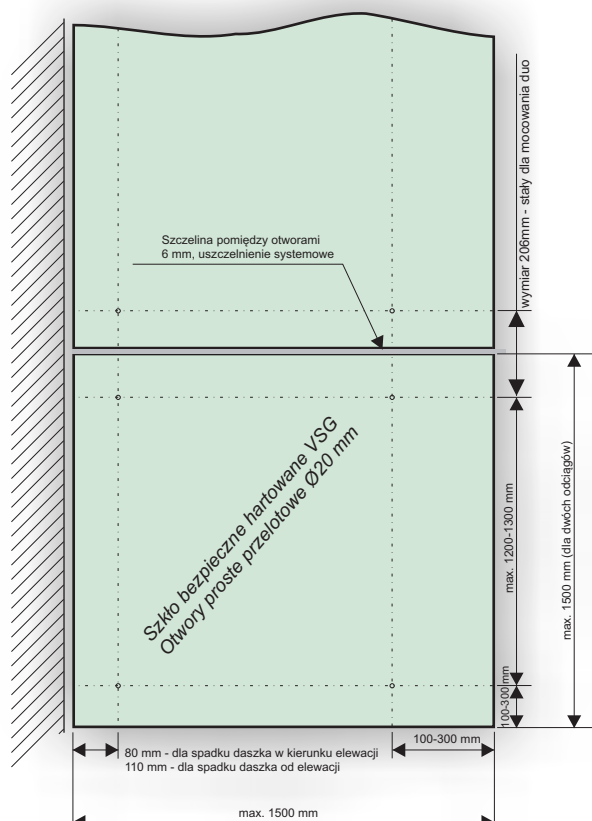 wymiar 206mm - stały dla mocowania duo
Szczelina pomiędzy otworami
6 mm, uszczelnienie systemowe
Szkło bezpieczne hartowane VSG
Otwory proste przelotowe Ø20 mm
max. 1200-1300 mm
max. 1500 mm (dla dwóch odciągów)
100-300 mm
100-300 mm
80 mm - dla spadku daszka w kierunku elewacji
110 mm - dla spadku daszka od elewacji
max. 1500 mm